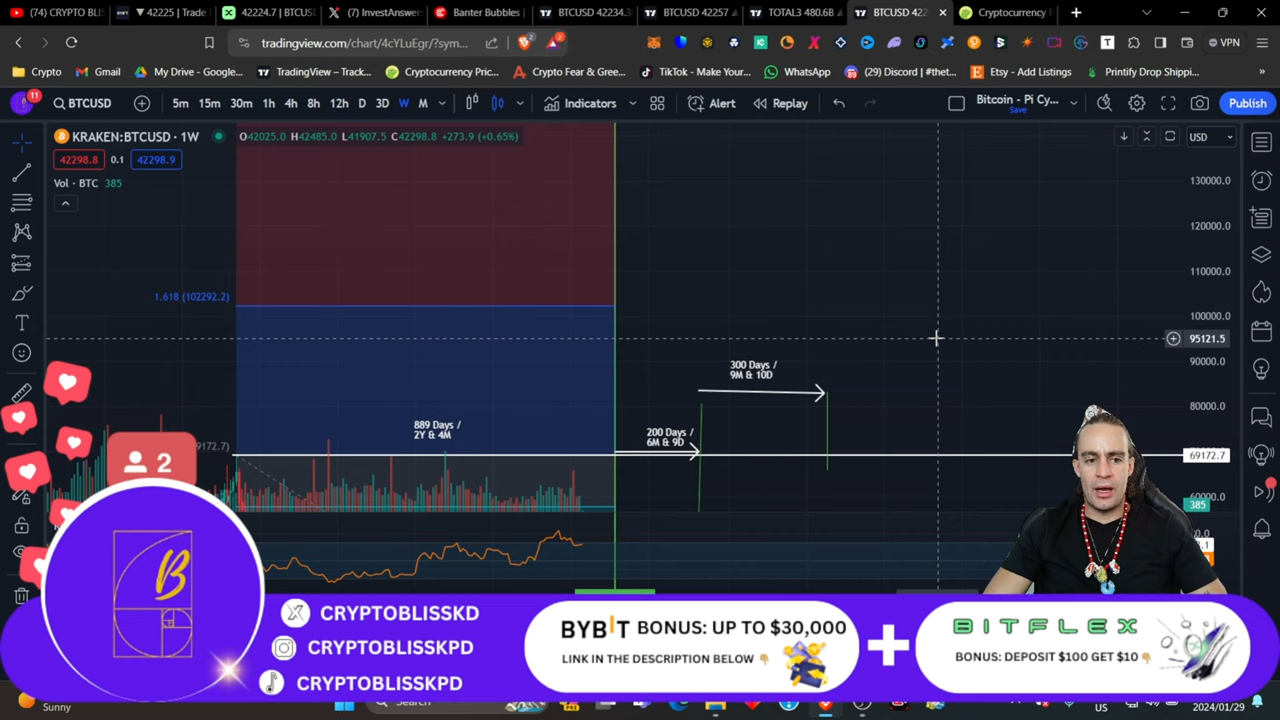 (74) CRYPTO BLIS
▼ 42225 | Trade
42224.7 | BTCUSD
(7) InvestAnswer
Banter Bubbles |
BTCUSD 42234.3
BTCUSD 42257
TOTAL3 480.6B
BTCUSD 422
Cryptocurrency P
tradingview.com/chart/4cYLuEgr/?sym...
VPN
Crypto
Gmail
My Drive - Google...
TradingView – Track...
Cryptocurrency Pric...
Crypto Fear & Gree...
TikTok - Make Your...
WhatsApp
(29) Discord | #thet...
Etsy - Add Listings
Printify Drop Shippi...
11
BTCUSD
5m 15m 30m 1h 4h 8h 12h D 3D W M
Indicators
Alert
Replay
Bitcoin - Pi Cy...
Save
Publish
KRAKEN:BTCUSD · 1W
O42025.0 H42485.0 L41907.5 C42298.8 +273.9 (+0.65%)
USD
42298.8
0.1
42298.9
Vol · BTC 385
130000.0
120000.0
110000.0
1.618 (102292.2)
100000.0
95121.5
90000.0
300 Days /
9M & 10D
80000.0
889 Days /
2Y & 4M
200 Days /
6M & 9D
69172.7
60000.0
385
2
B
CRYPTOBLISSKD
CRYPTOBLISSKPD
CRYPTOBLISSKPD
BYBIT BONUS: UP TO $30,000
LINK IN THE DESCRIPTION BELOW
BITFLEX
BONUS: DEPOSIT $100 GET $10
Sunny
Search
US
2024/01/29